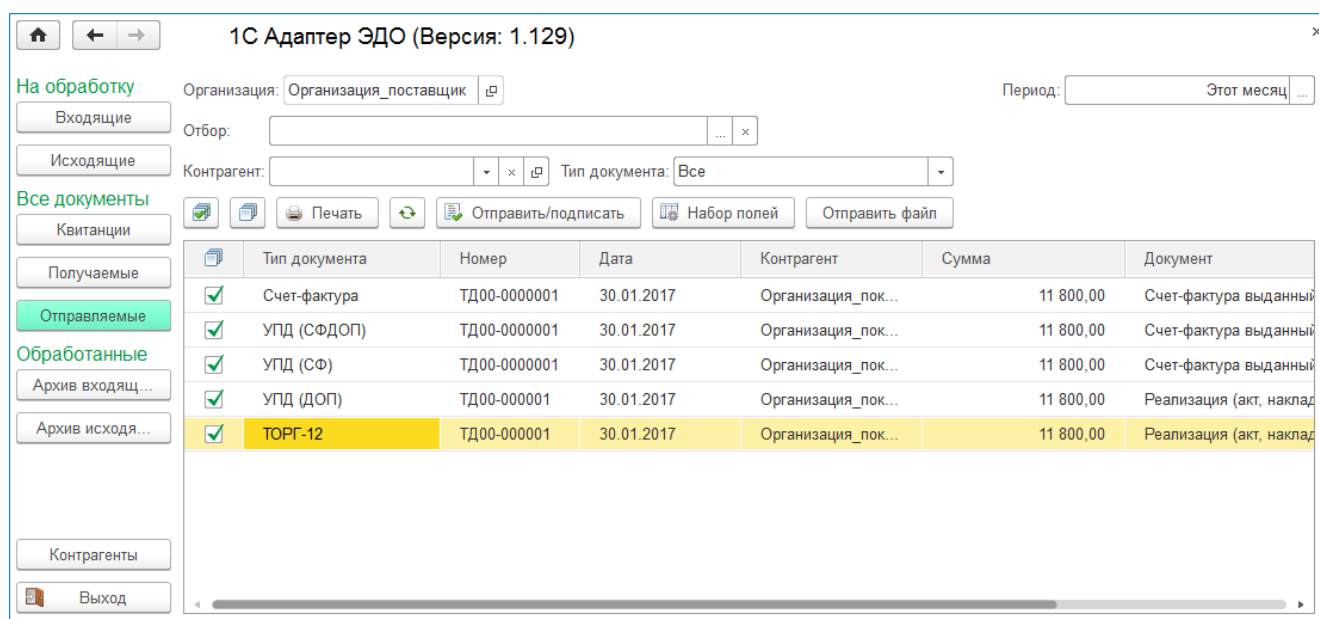 1С Адаптер ЭДО (Версия: 1.129)
На обработку
Входящие
Исходящие
Все документы
Квитанции
Получаемые
Отправляемые
Обработанные
Архив входящ...
Архив исходя...
Контрагенты
Выход
Организация: Организация_поставщик
Период: Этот месяц ...
Отбор: ... ×
Контрагент: × Тип документа: Все
Печать Отправить/подписать Набор полей Отправить файл
Тип документа Номер Дата Контрагент Сумма Документ
Счет-фактура ТД00-0000001 30.01.2017 Организация_пок... 11 800,00 Счет-фактура выданный
УПД (СФДОП) ТД00-0000001 30.01.2017 Организация_пок... 11 800,00 Счет-фактура выданный
УПД (СФ) ТД00-0000001 30.01.2017 Организация_пок... 11 800,00 Счет-фактура выданный
УПД (ДОП) ТД00-000001 30.01.2017 Организация_пок... 11 800,00 Реализация (акт, наклад
ТОРГ-12 ТД00-000001 30.01.2017 Организация_пок... 11 800,00 Реализация (акт, наклад